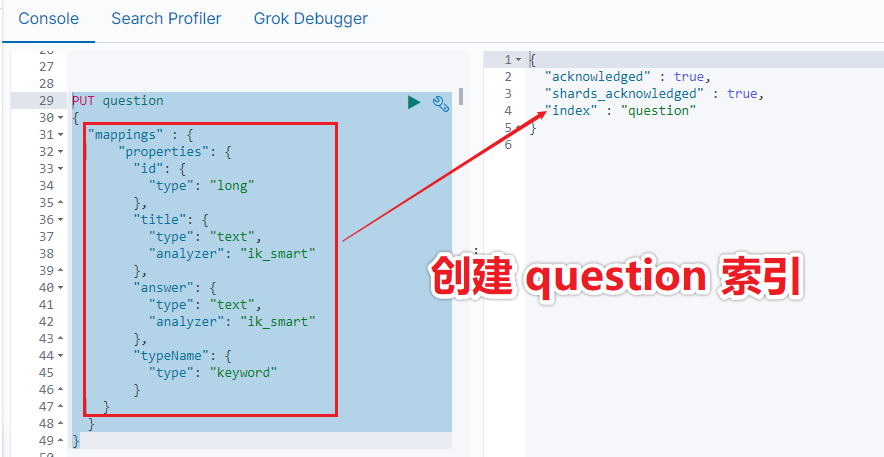 Console Search Profiler Grok Debugger
27
28
29 PUT question
30 {
31 "mappings" : {
32 "properties": {
33 "id": {
34 "type": "long"
35 },
36 "title": {
37 "type": "text",
38 "analyzer": "ik_smart"
39 },
40 "answer": {
41 "type": "text",
42 "analyzer": "ik_smart"
43 },
44 "typeName": {
45 "type": "keyword"
46 }
47 }
48 }
49 }
1 {
2 "acknowledged" : true,
3 "shards_acknowledged" : true,
4 "index" : "question"
5 }
6
创建 question 索引